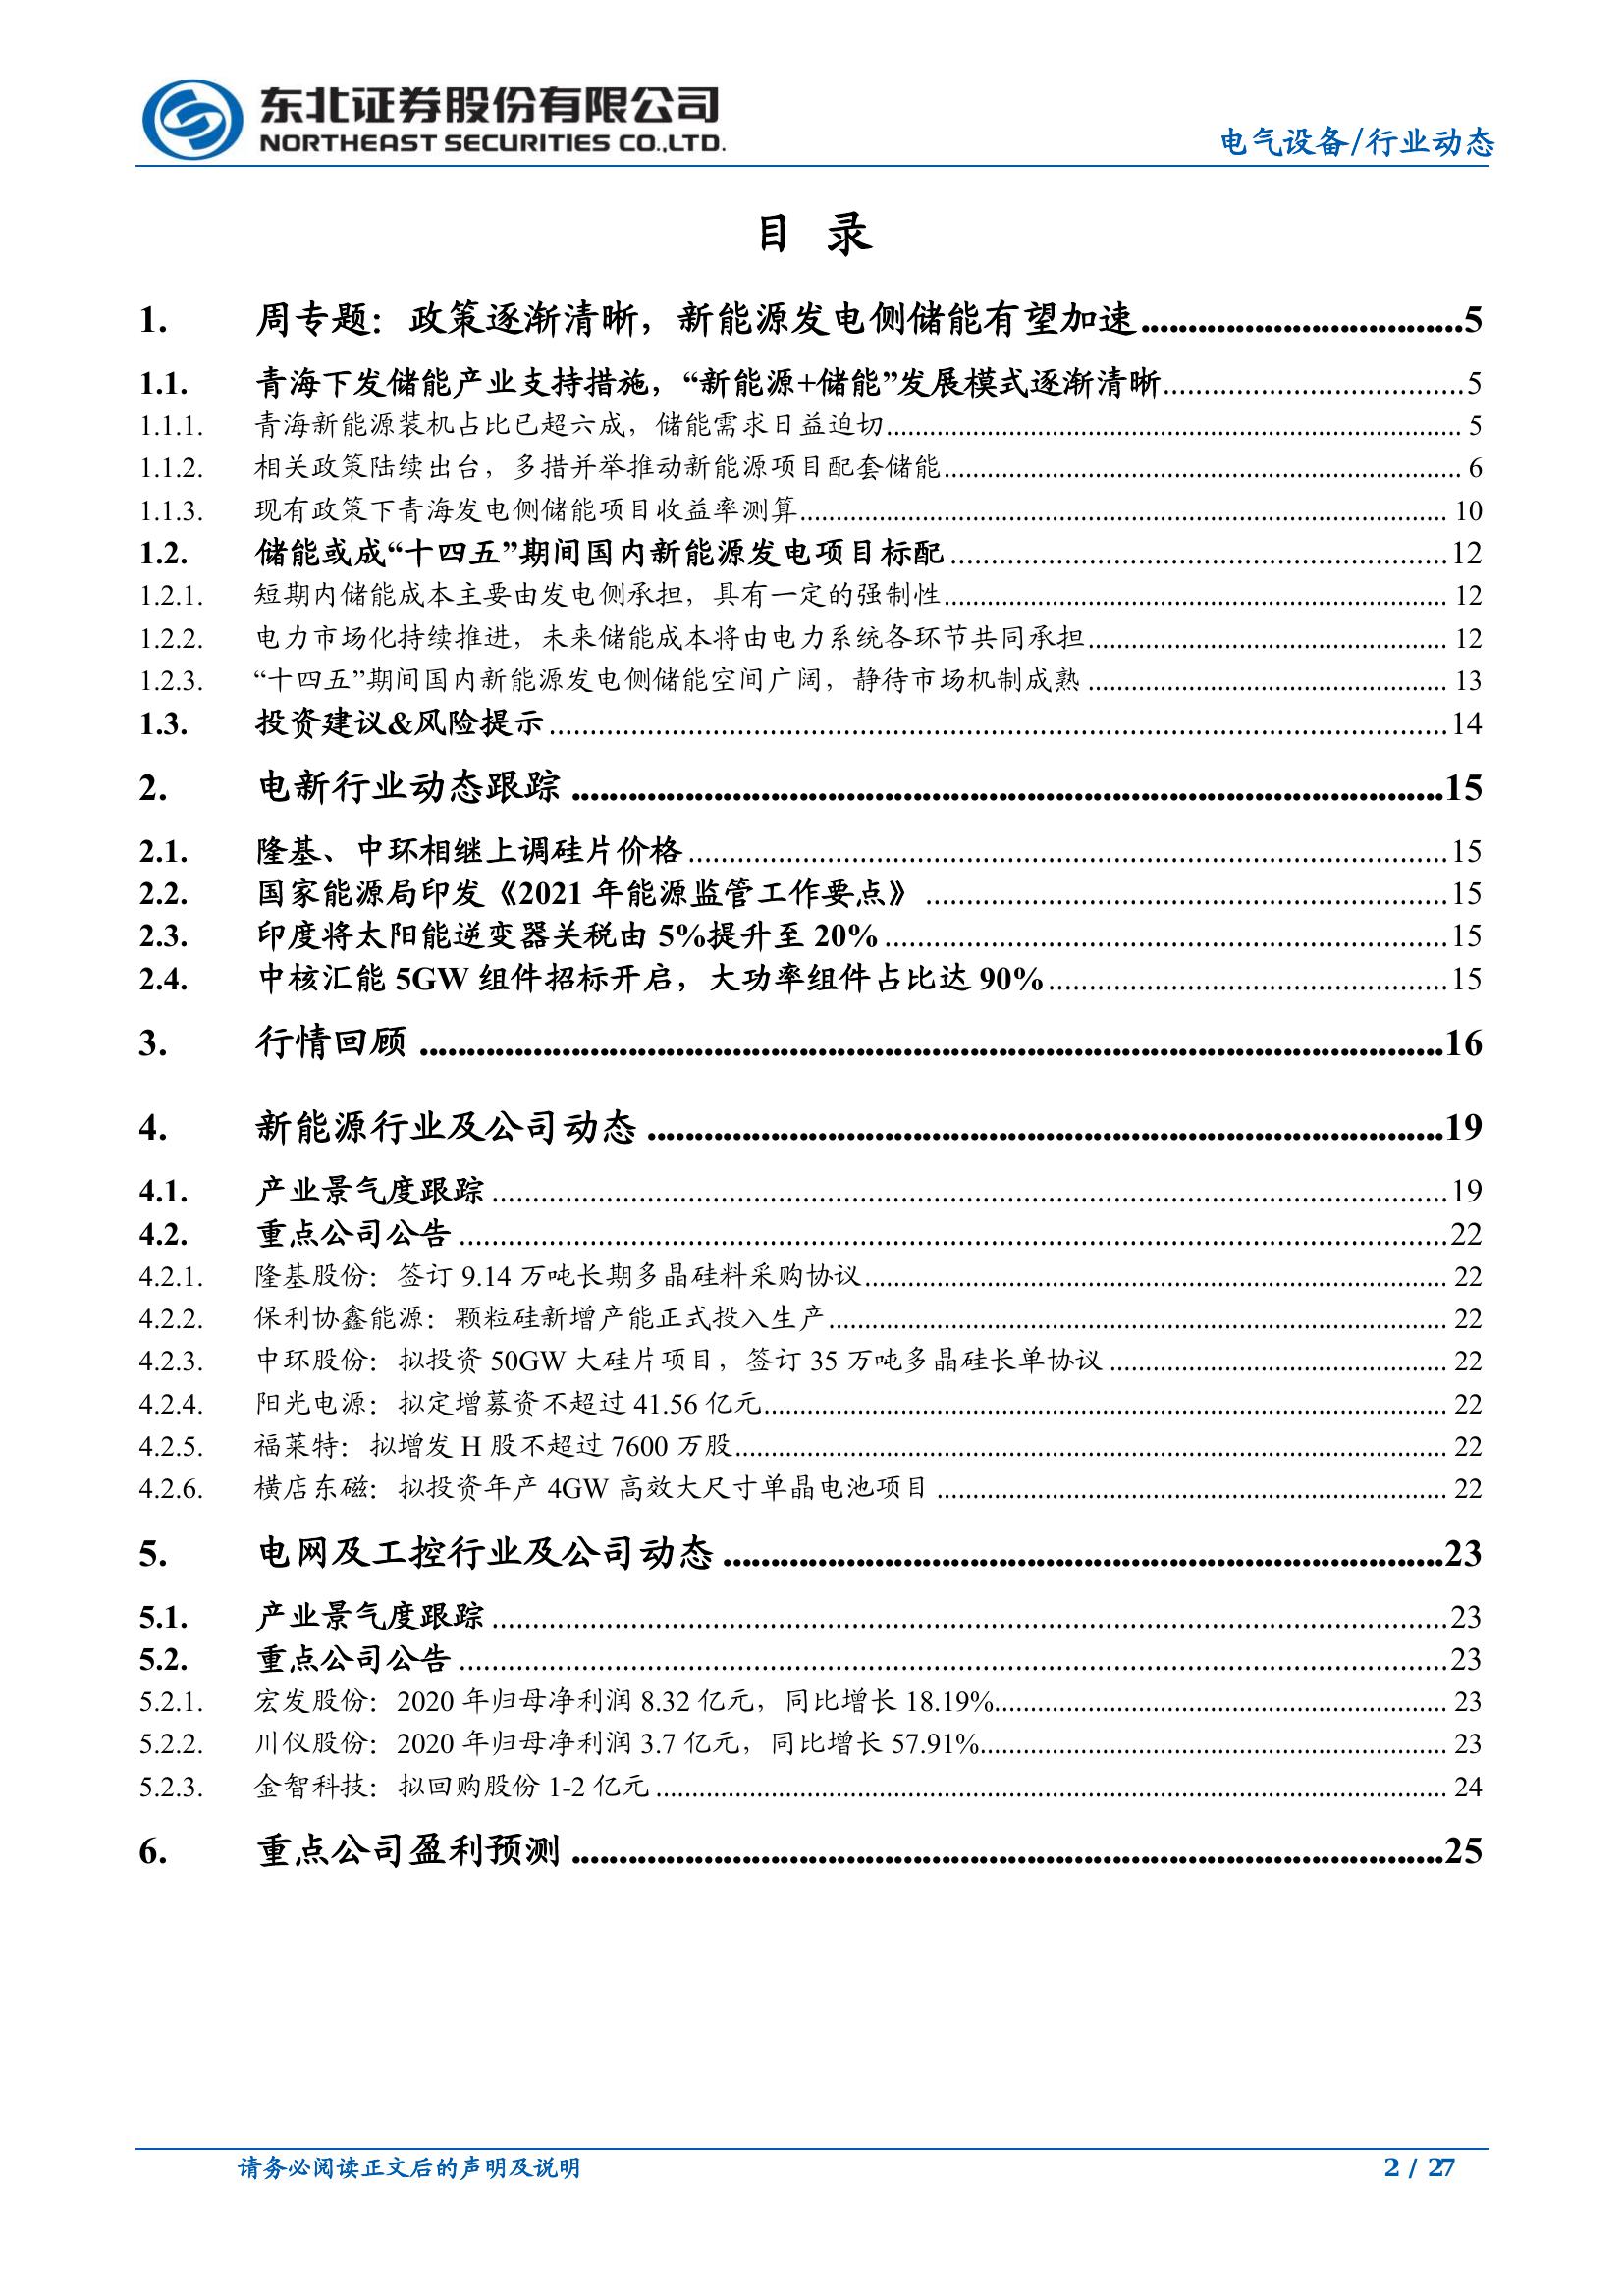 东北证券股份有限公司
NORTHEAST SECURITIES CO.,LTD.
电气设备/行业动态
目 录
1. 周专题：政策逐渐清晰，新能源发电侧储能有望加速..................................5
1.1. 青海下发储能产业支持措施，“新能源+储能”发展模式逐渐清晰.....................................5
1.1.1. 青海新能源装机占比已超六成，储能需求日益迫切................................................................................ 5
1.1.2. 相关政策陆续出台，多措并举推动新能源项目配套储能........................................................................ 6
1.1.3. 现有政策下青海发电侧储能项目收益率测算.......................................................................................... 10
1.2. 储能或成“十四五”期间国内新能源发电项目标配.............................................................12
1.2.1. 短期内储能成本主要由发电侧承担，具有一定的强制性...................................................................... 12
1.2.2. 电力市场化持续推进，未来储能成本将由电力系统各环节共同承担.................................................. 12
1.2.3. “十四五”期间国内新能源发电侧储能空间广阔，静待市场机制成熟.................................................. 13
1.3. 投资建议&风险提示..............................................................................................................14
2. 电新行业动态跟踪............................................................................................15
2.1. 隆基、中环相继上调硅片价格.............................................................................................15
2.2. 国家能源局印发《2021 年能源监管工作要点》................................................................15
2.3. 印度将太阳能逆变器关税由 5%提升至 20%.....................................................................15
2.4. 中核汇能 5GW 组件招标开启，大功率组件占比达 90%.................................................15
3. 行情回顾............................................................................................................16
4. 新能源行业及公司动态....................................................................................19
4.1. 产业景气度跟踪.....................................................................................................................19
4.2. 重点公司公告.........................................................................................................................22
4.2.1. 隆基股份：签订 9.14 万吨长期多晶硅料采购协议................................................................................. 22
4.2.2. 保利协鑫能源：颗粒硅新增产能正式投入生产...................................................................................... 22
4.2.3. 中环股份：拟投资 50GW 大硅片项目，签订 35 万吨多晶硅长单协议............................................... 22
4.2.4. 阳光电源：拟定增募资不超过 41.56 亿元............................................................................................... 22
4.2.5. 福莱特：拟增发 H 股不超过 7600 万股................................................................................................... 22
4.2.6. 横店东磁：拟投资年产 4GW 高效大尺寸单晶电池项目....................................................................... 22
5. 电网及工控行业及公司动态............................................................................23
5.1. 产业景气度跟踪.....................................................................................................................23
5.2. 重点公司公告.........................................................................................................................23
5.2.1. 宏发股份：2020 年归母净利润 8.32 亿元，同比增长 18.19%............................................................... 23
5.2.2. 川仪股份：2020 年归母净利润 3.7 亿元，同比增长 57.91%................................................................. 23
5.2.3. 金智科技：拟回购股份 1-2 亿元.............................................................................................................. 24
6. 重点公司盈利预测............................................................................................25
请务必阅读正文后的声明及说明
2 / 27